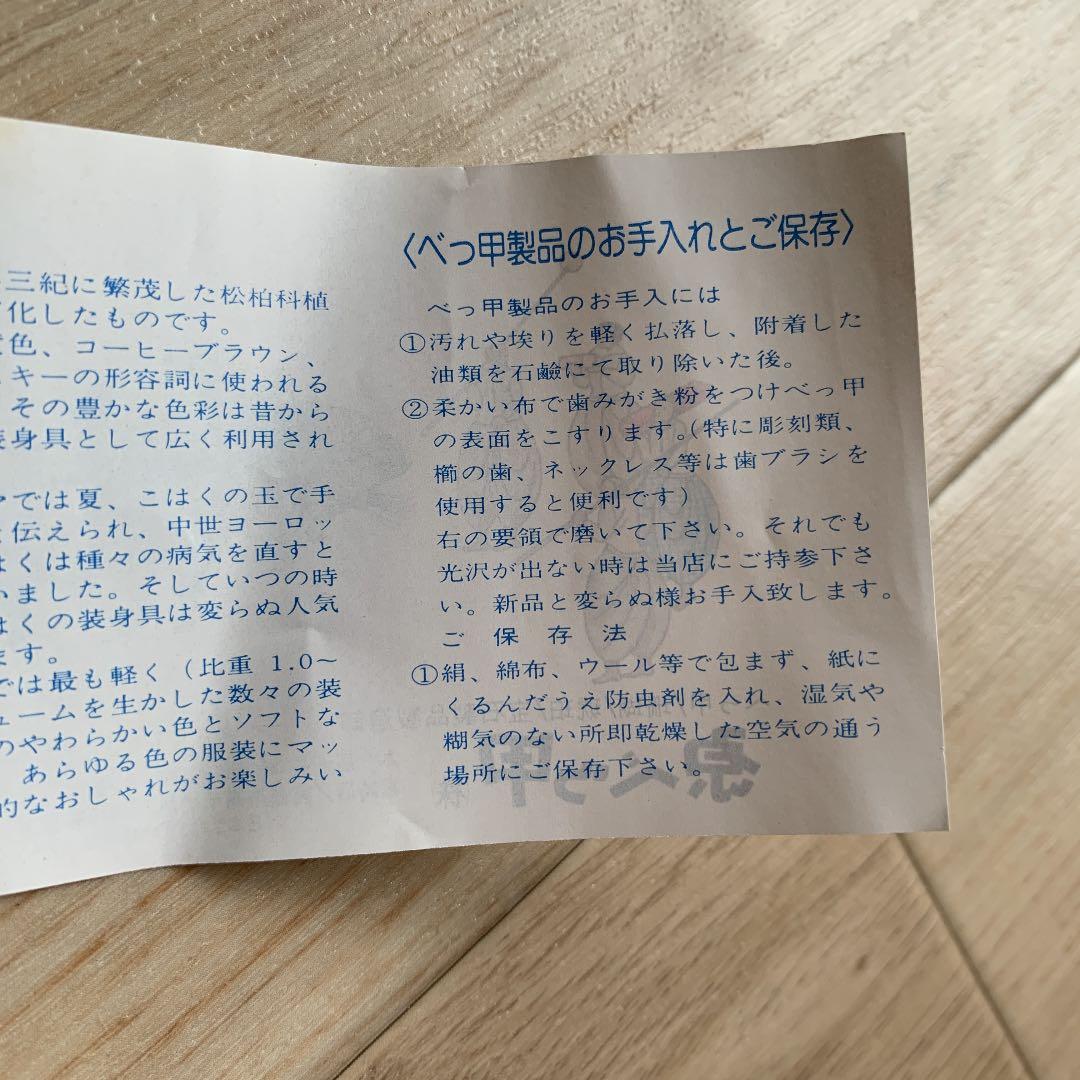 〈べっ甲製品のお手入れとご保存〉
べっ甲製品のお手入には
①汚れや埃りを軽く払落し、附着した
油類を石鹼にて取り除いた後。
②柔かい布で歯みがき粉をつけべっ甲
の表面をこすります。(特に彫刻類、
櫛の歯、ネックレス等は歯ブラシを
使用すると便利です)
右の要領で磨いて下さい。それでも
光沢が出ない時は当店にご持参下さ
い。新品と変らぬ様お手入致します。
ご保存法
①絹、綿布、ウール等で包まず、紙に
くるんだうえ防虫剤を入れ、湿気や
糊気のない所即乾燥した空気の通う
場所にご保存下さい。
三紀に繁茂した松柏科植
化したものです。
色、コーヒーブラウン、
スキーの形容詞に使われる
その豊かな色彩は昔から
装身具として広く利用され
では夏、こはくの玉で手
と伝えられ、中世ヨーロッ
はくは種々の病気を直すと
いました。そしていつの時
はくの装身具は変らぬ人気
ます。
では最も軽く(比重 1.0~
ュームを生かした数々の装
のやわらかい色とソフトな
、あらゆる色の服装にマッ
的なおしゃれがお楽しみい